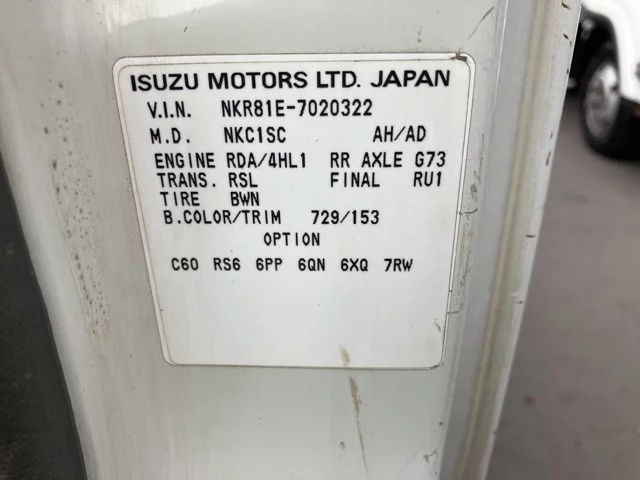 ISUZU MOTORS LTD. JAPAN
V.I.N. NKR81E-7020322
M.D. NKC1SC AH/AD
ENGINE RDA/4HL1 RR AXLE G73
TRANS. RSL FINAL RU1
TIRE BWN
B.COLOR/TRIM 729/153
OPTION
C60 RS6 6PP 6QN 6XQ 7RW